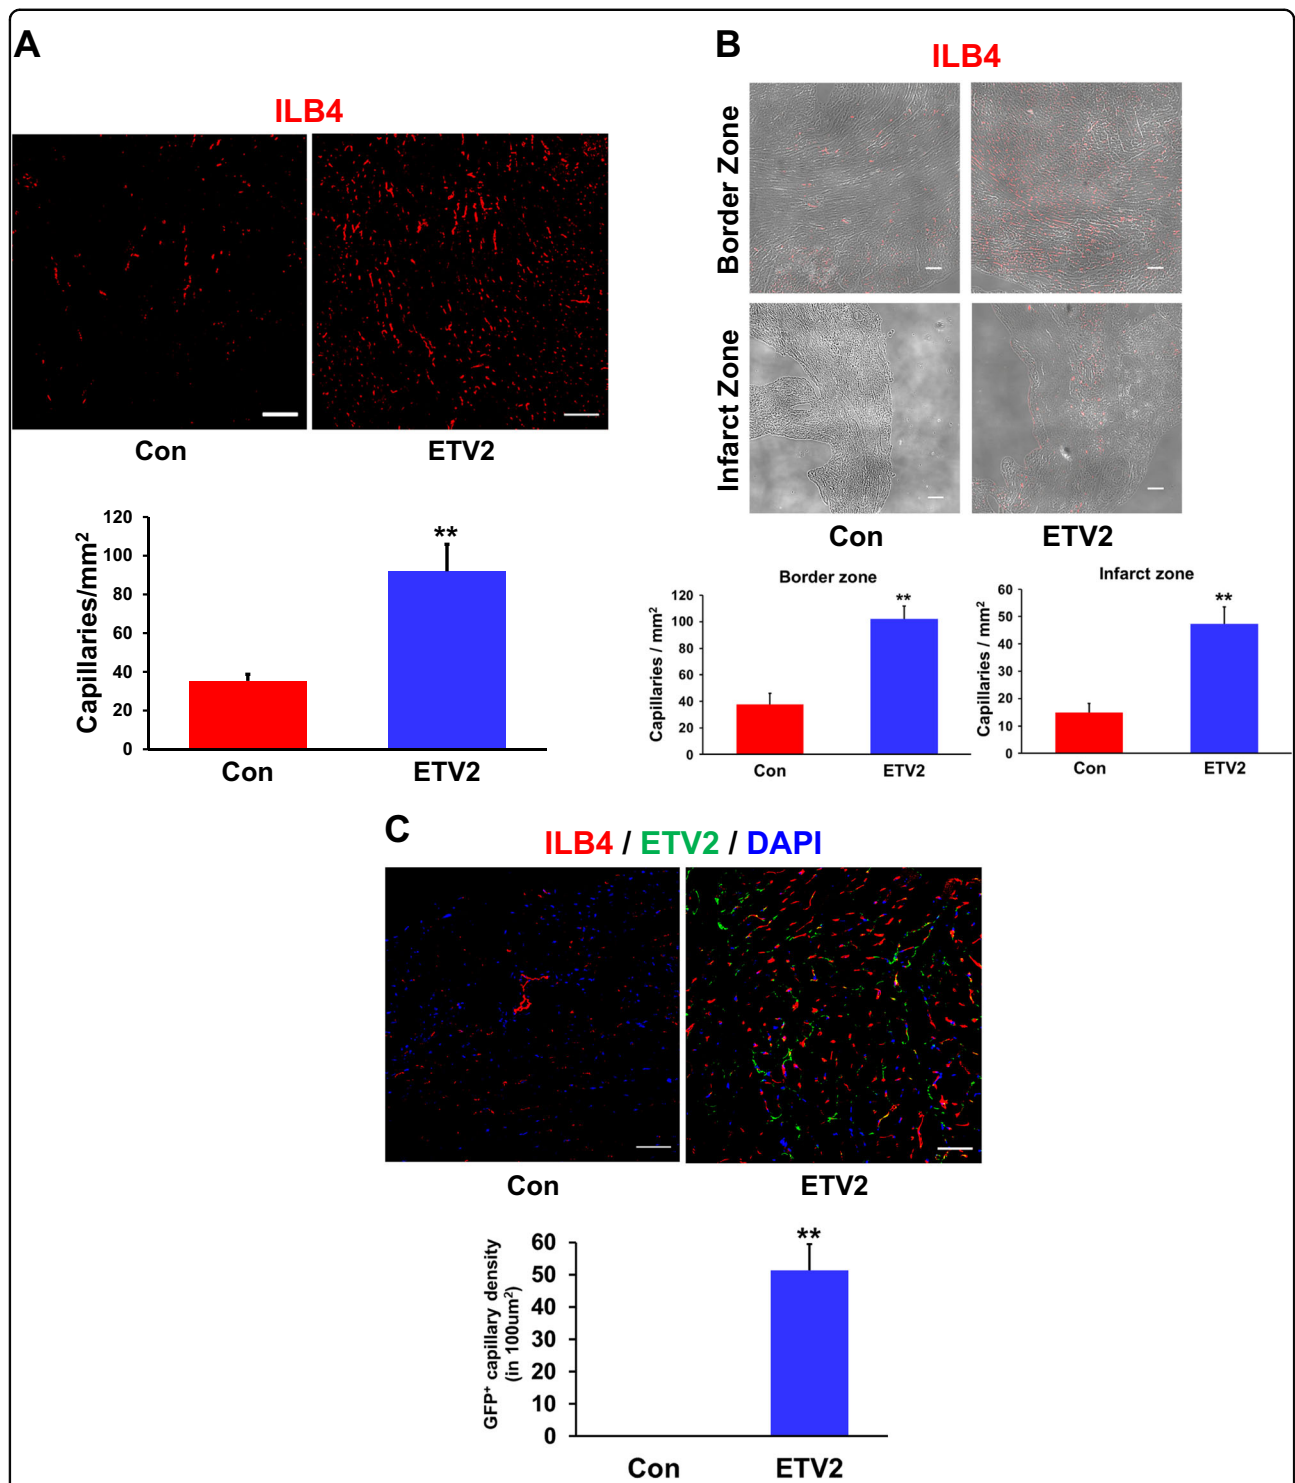 A
ILB4
Con ETV2
Capillaries/mm²
120
100
80
60
40
20
0
**
Con ETV2
B
ILB4
Border Zone
Infarct Zone
Con ETV2
Border zone
Capillaries / mm²
120
100
80
60
40
20
0
**
Con ETV2
Infarct zone
Capillaries / mm²
60
50
40
30
20
10
0
**
Con ETV2
C
ILB4 / ETV2 / DAPI
Con ETV2
GFP⁺ capillary density
(in 100um²)
60
50
40
30
20
10
0
**
Con ETV2